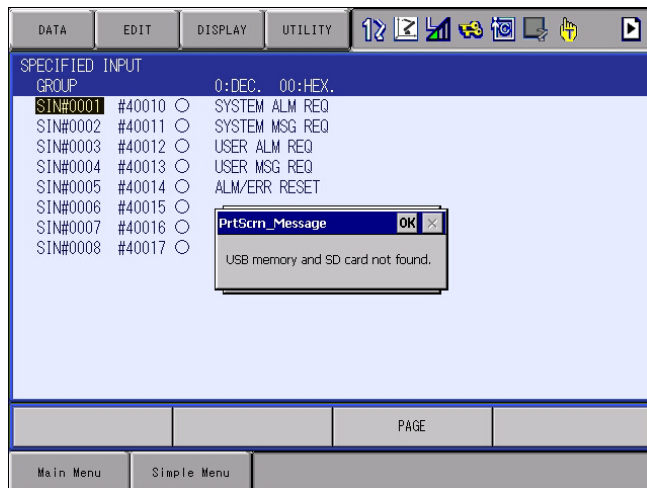 DATA EDIT DISPLAY UTILITY
SPECIFIED INPUT
GROUP 0:DEC. 00:HEX.
SIN#0001 #40010 SYSTEM ALM REQ
SIN#0002 #40011 SYSTEM MSG REQ
SIN#0003 #40012 USER ALM REQ
SIN#0004 #40013 USER MSG REQ
SIN#0005 #40014 ALM/ERR RESET
SIN#0006 #40015
SIN#0007 #40016
SIN#0008 #40017
PrtScrn_Message OK
USB memory and SD card not found.
PAGE
Main Menu Simple Menu